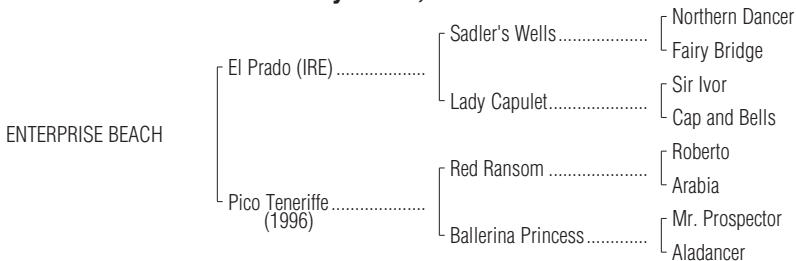 Northern Dancer
Sadler's Wells....................
Fairy Bridge
El Prado (IRE) ...................
Sir Ivor
Lady Capulet......................
Cap and Bells
ENTERPRISE BEACH
Roberto
Red Ransom ......................
Arabia
Pico Teneriffe....................
(1996)
Mr. Prospector
Ballerina Princess.............
Aladancer